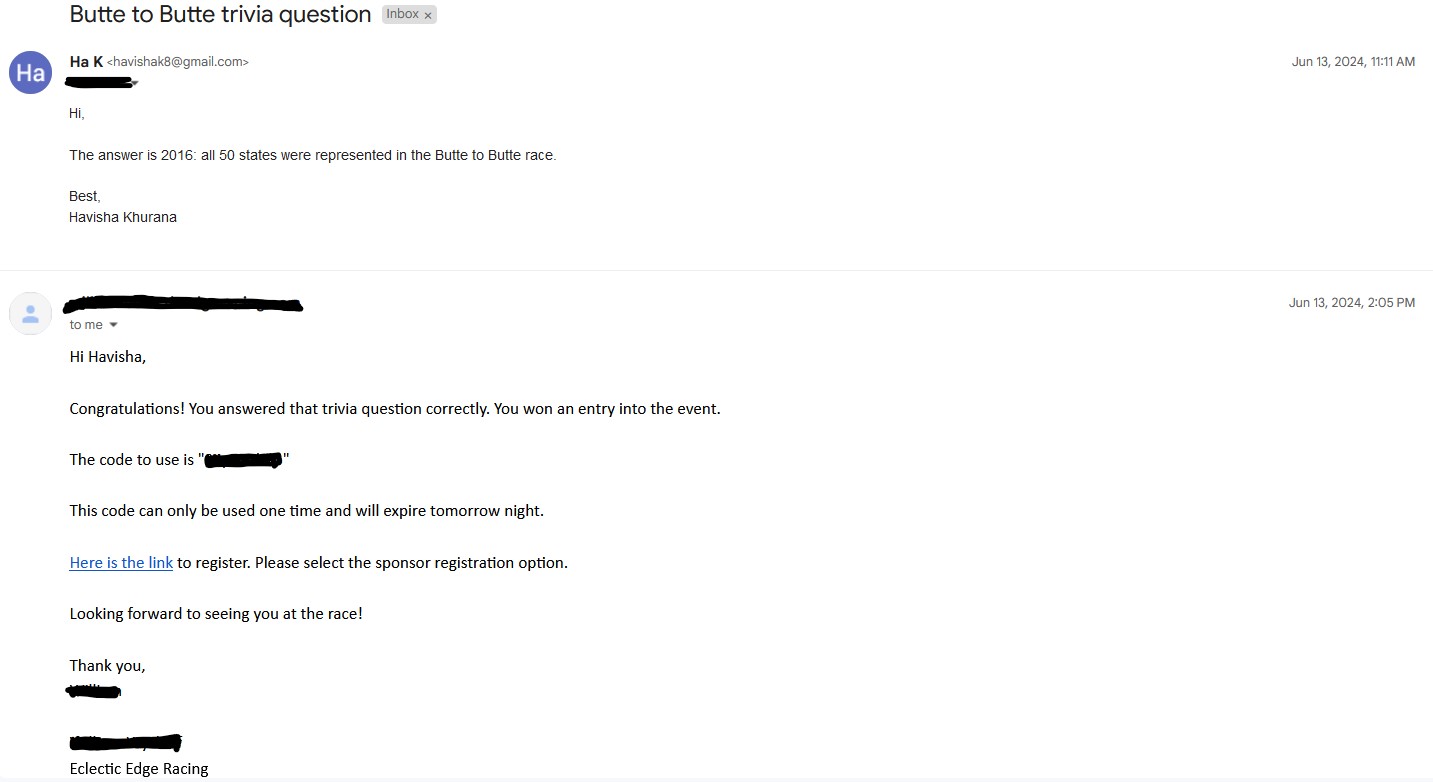 Butte to Butte trivia question Inbox x
Ha
Ha K <havishak8@gmail.com> Jun 13, 2024, 11:11 AM
Hi,
The answer is 2016: all 50 states were represented in the Butte to Butte race.
Best,
Havisha Khurana
Jun 13, 2024, 2:05 PM
to me
Hi Havisha,
Congratulations! You answered that trivia question correctly. You won an entry into the event.
The code to use is " "
This code can only be used one time and will expire tomorrow night.
Here is the link to register. Please select the sponsor registration option.
Looking forward to seeing you at the race!
Thank you,
Eclectic Edge Racing